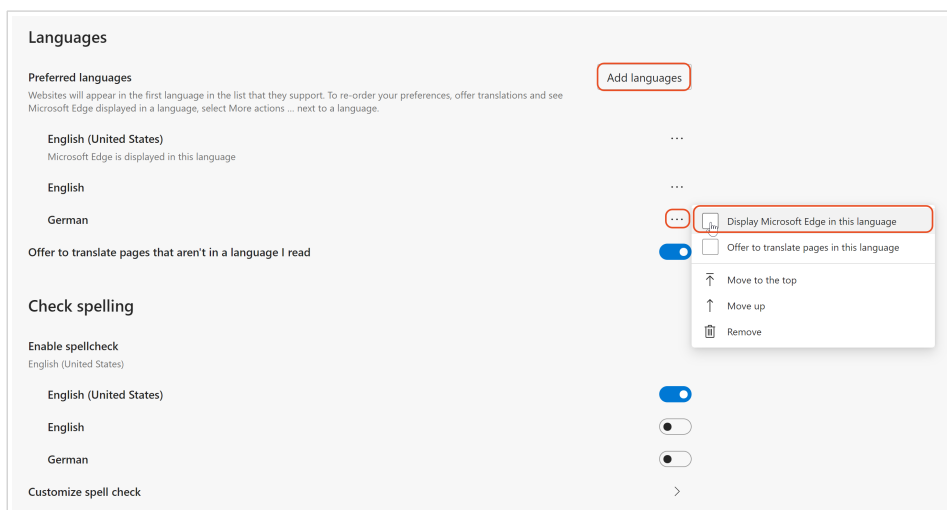 Languages
Preferred languages
Add languages
Websites will appear in the first language in the list that they support. To re-order your preferences, offer translations and see
Microsoft Edge displayed in a language, select More actions ... next to a language.
English (United States)
Microsoft Edge is displayed in this language
English
German
Display Microsoft Edge in this language
Offer to translate pages in this language
Move to the top
Move up
Remove
Offer to translate pages that aren't in a language I read
Check spelling
Enable spellcheck
English (United States)
English (United States)
English
German
Customize spell check